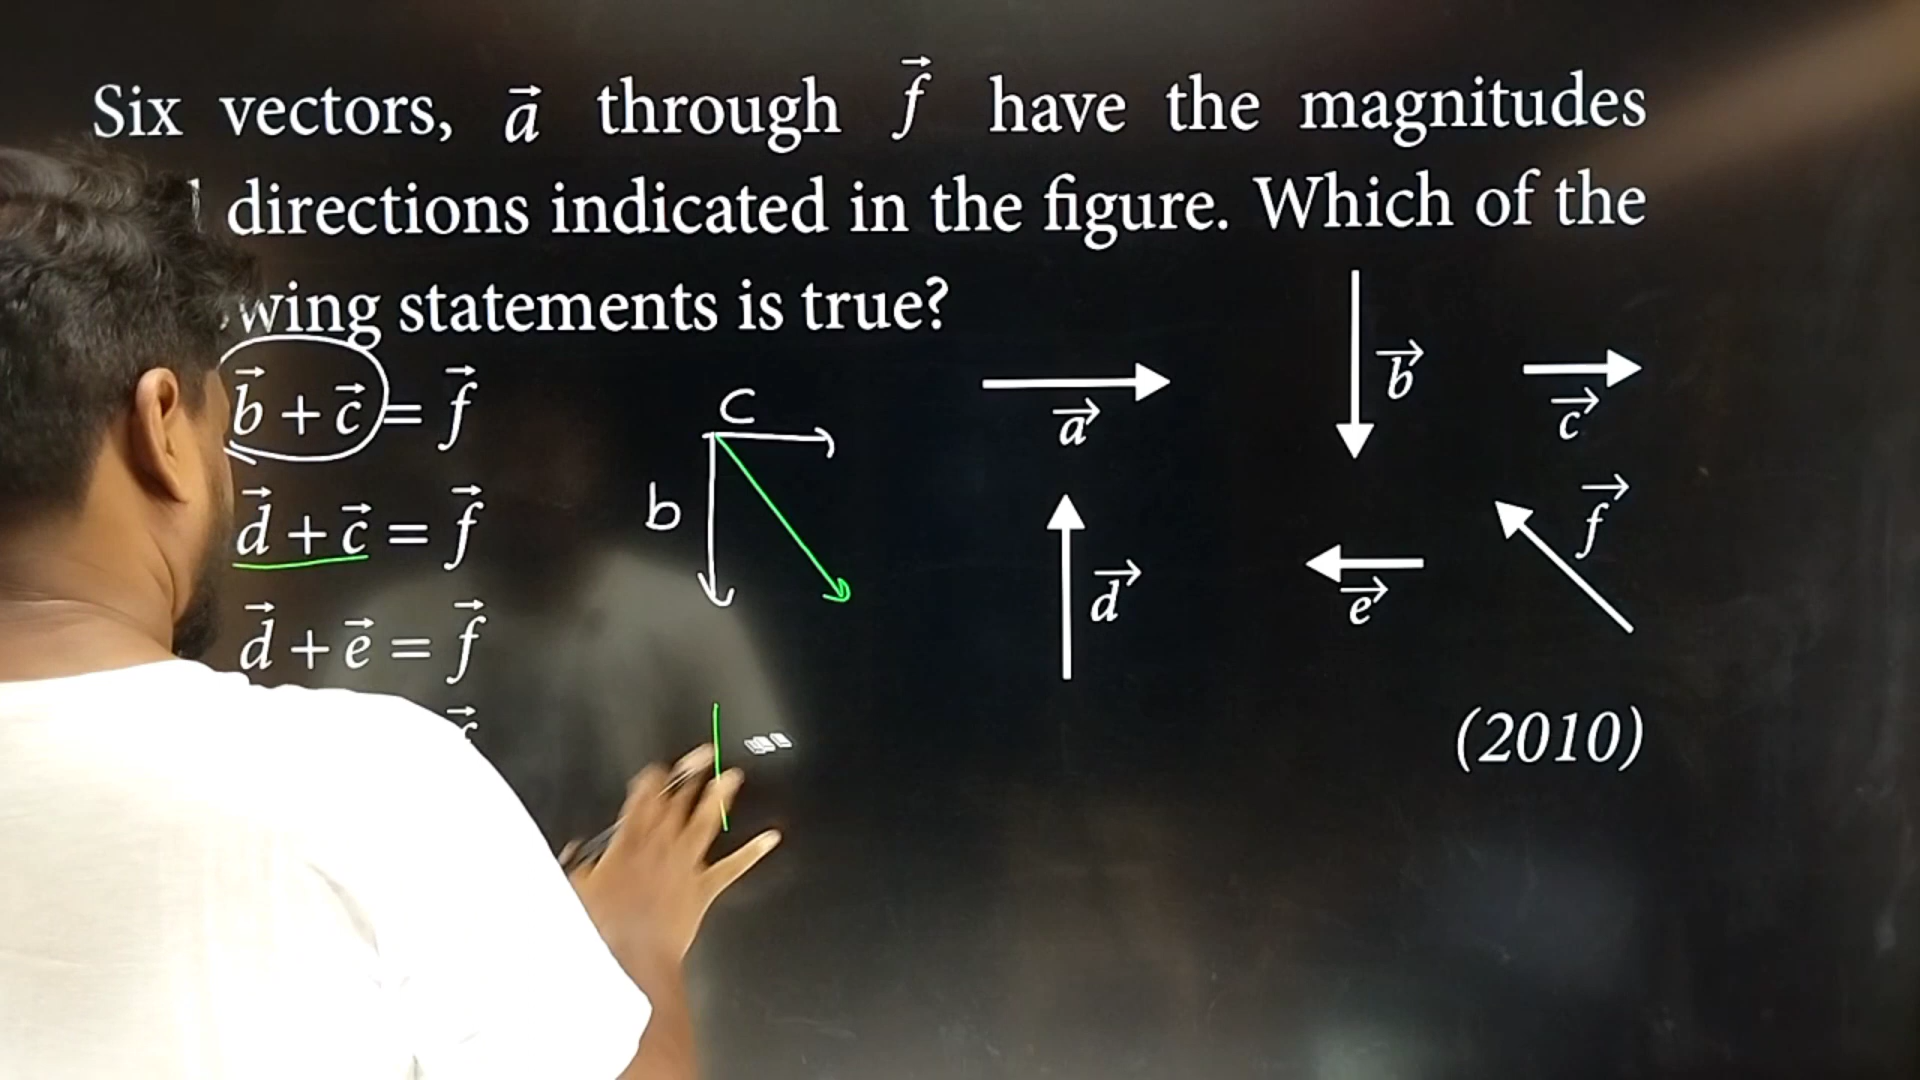 Six vectors, a⃗ through f⃗ have the magnitudes
directions indicated in the figure. Which of the
wing statements is true?
b⃗ + c⃗ = f⃗
d⃗ + c⃗ = f⃗
d⃗ + e⃗ = f⃗
c
b
a⃗
b⃗
c⃗
d⃗
e⃗
f⃗
(2010)